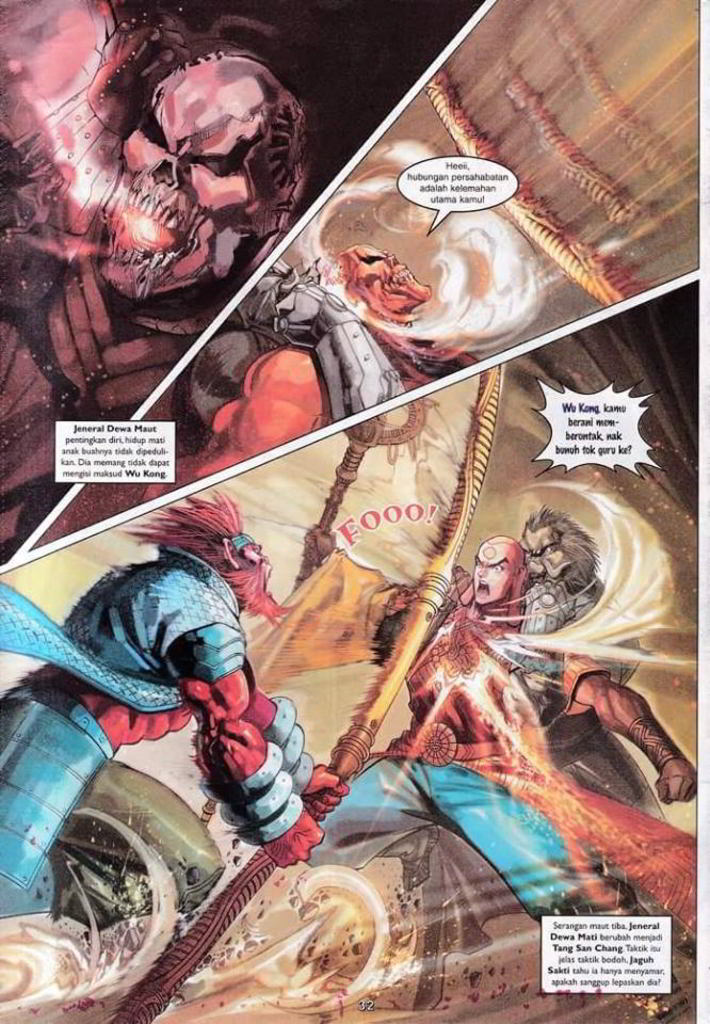 Heeii,
hubungan persahabatan
adalah kelemahan
utama kamu!
Jeneral Dewa Maut
pentingkan diri, hidup mati
anak buahnya tidak dipeduli-
kan. Dia memang tidak dapat
mengisi maksud Wu Kong.
Wu Kong, kamu
berani mem-
berontak, nak
bunuh tok guru ke?
FOOO!
Serangan maut tiba, Jeneral
Dewa Mati berubah menjadi
Tang San Chang. Taktik itu
jelas taktik bodoh, Jaguh
Sakti tahu ia hanya menyamar,
apakah sanggup lepaskan dia?
32